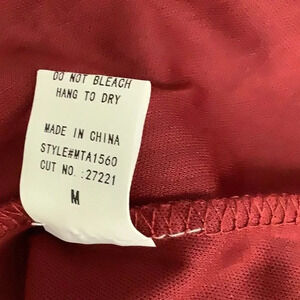 DO NOT BLEACH
HANG TO DRY
MADE IN CHINA
STYLE#MTA1560
CUT NO.:27221
M